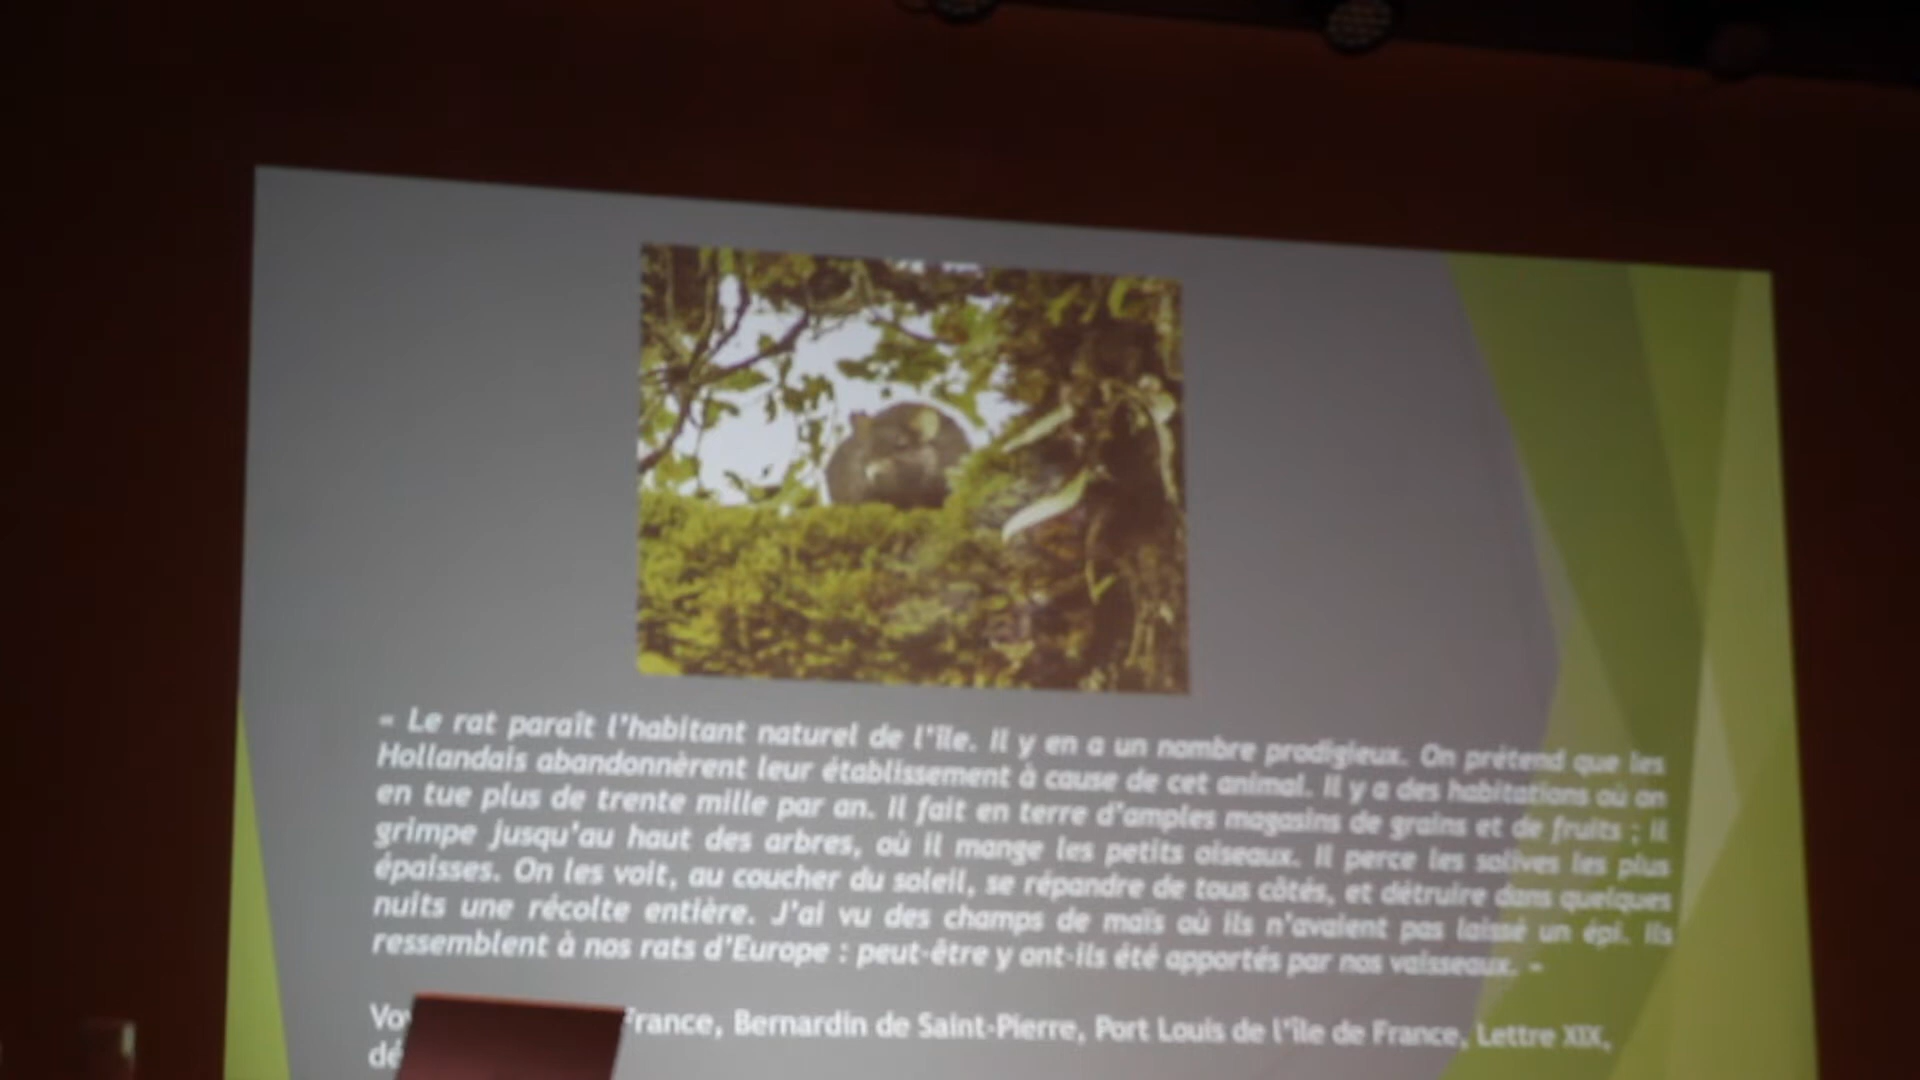 « Le rat paraît l'habitant naturel de l'île. Il y en a un nombre prodigieux. On prétend que les
Hollandais abandonnèrent leur établissement à cause de cet animal. Il y a des habitations où on
en tue plus de trente mille par an. Il fait en terre d'amples magasins de grains et de fruits ; il
grimpe jusqu'au haut des arbres, où il mange les petits oiseaux. Il perce les solives les plus
épaisses. On les voit, au coucher du soleil, se répandre de tous côtés, et détruire dans quelques
nuits une récolte entière. J'ai vu des champs de maïs où ils n'avaient pas laissé un épi. Ils
ressemblent à nos rats d'Europe : peut-être y ont-ils été apportés par nos vaisseaux. »
France, Bernardin de Saint-Pierre, Port Louis de l'île de France, Lettre XIX,